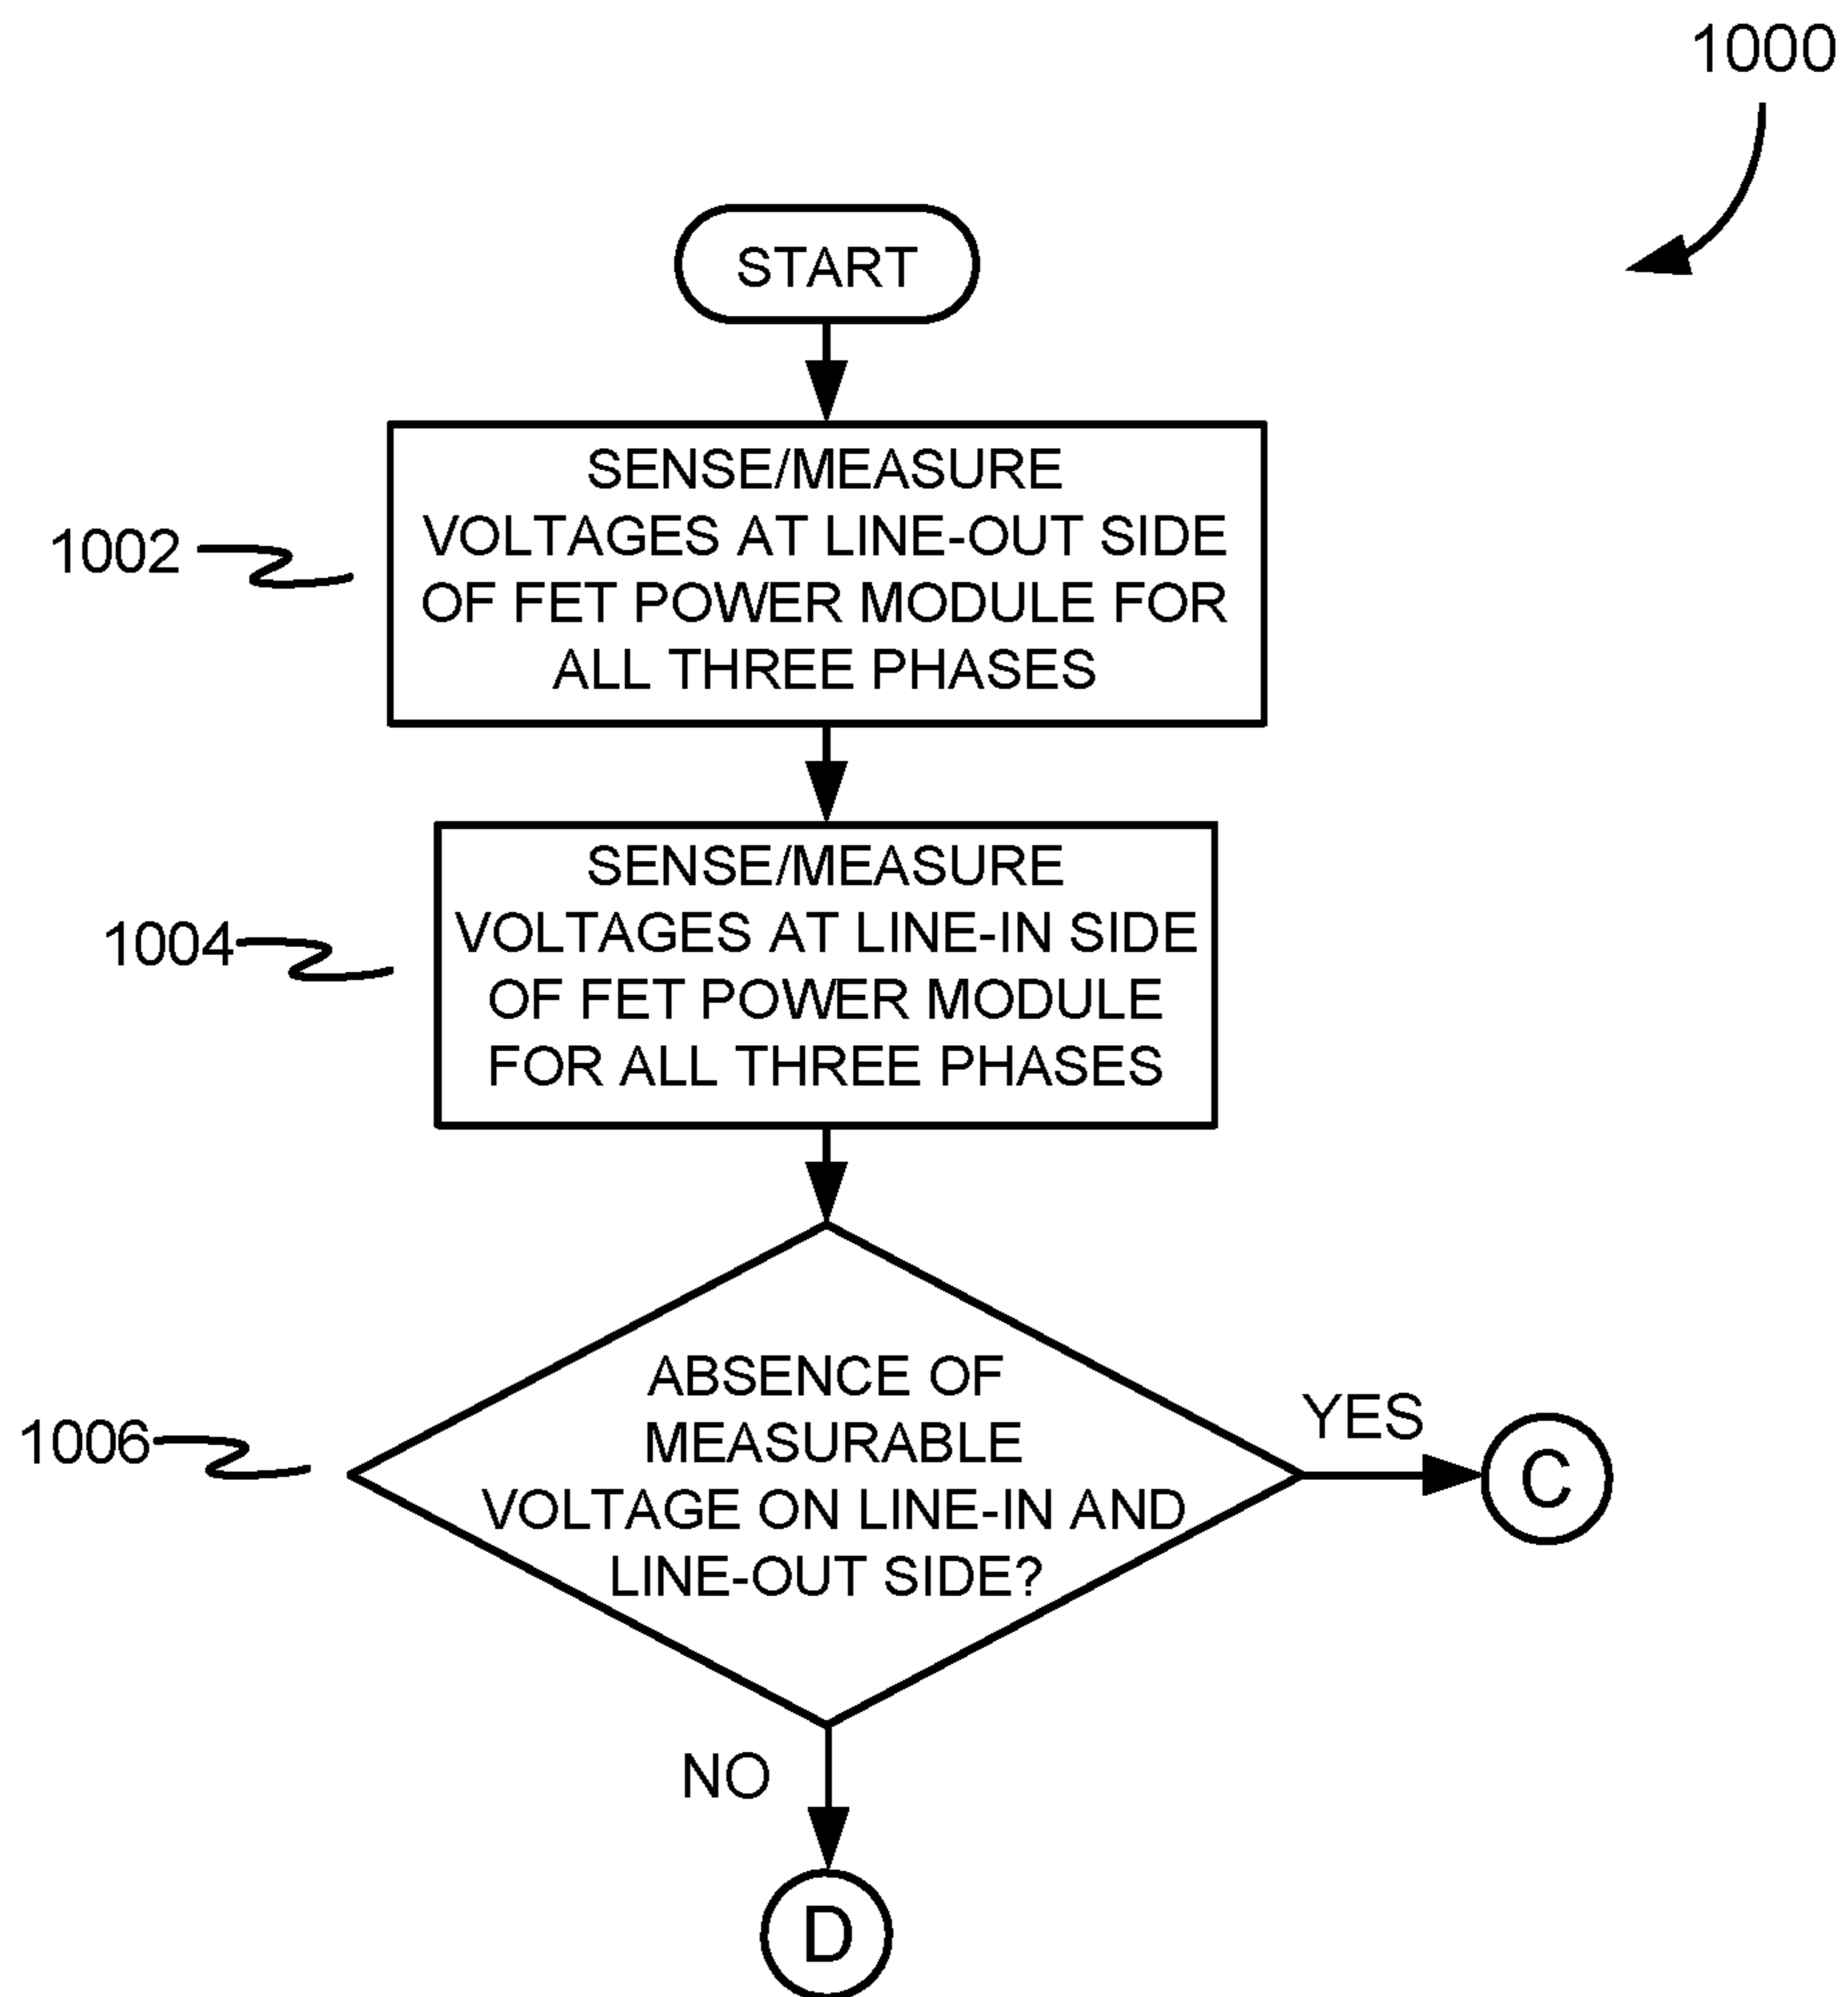 1000
START
SENSE/MEASURE
VOLTAGES AT LINE-OUT SIDE
OF FET POWER MODULE FOR
ALL THREE PHASES
1002
SENSE/MEASURE
VOLTAGES AT LINE-IN SIDE
OF FET POWER MODULE
FOR ALL THREE PHASES
1004
ABSENCE OF
MEASURABLE
VOLTAGE ON LINE-IN AND
LINE-OUT SIDE?
1006
YES
C
NO
D